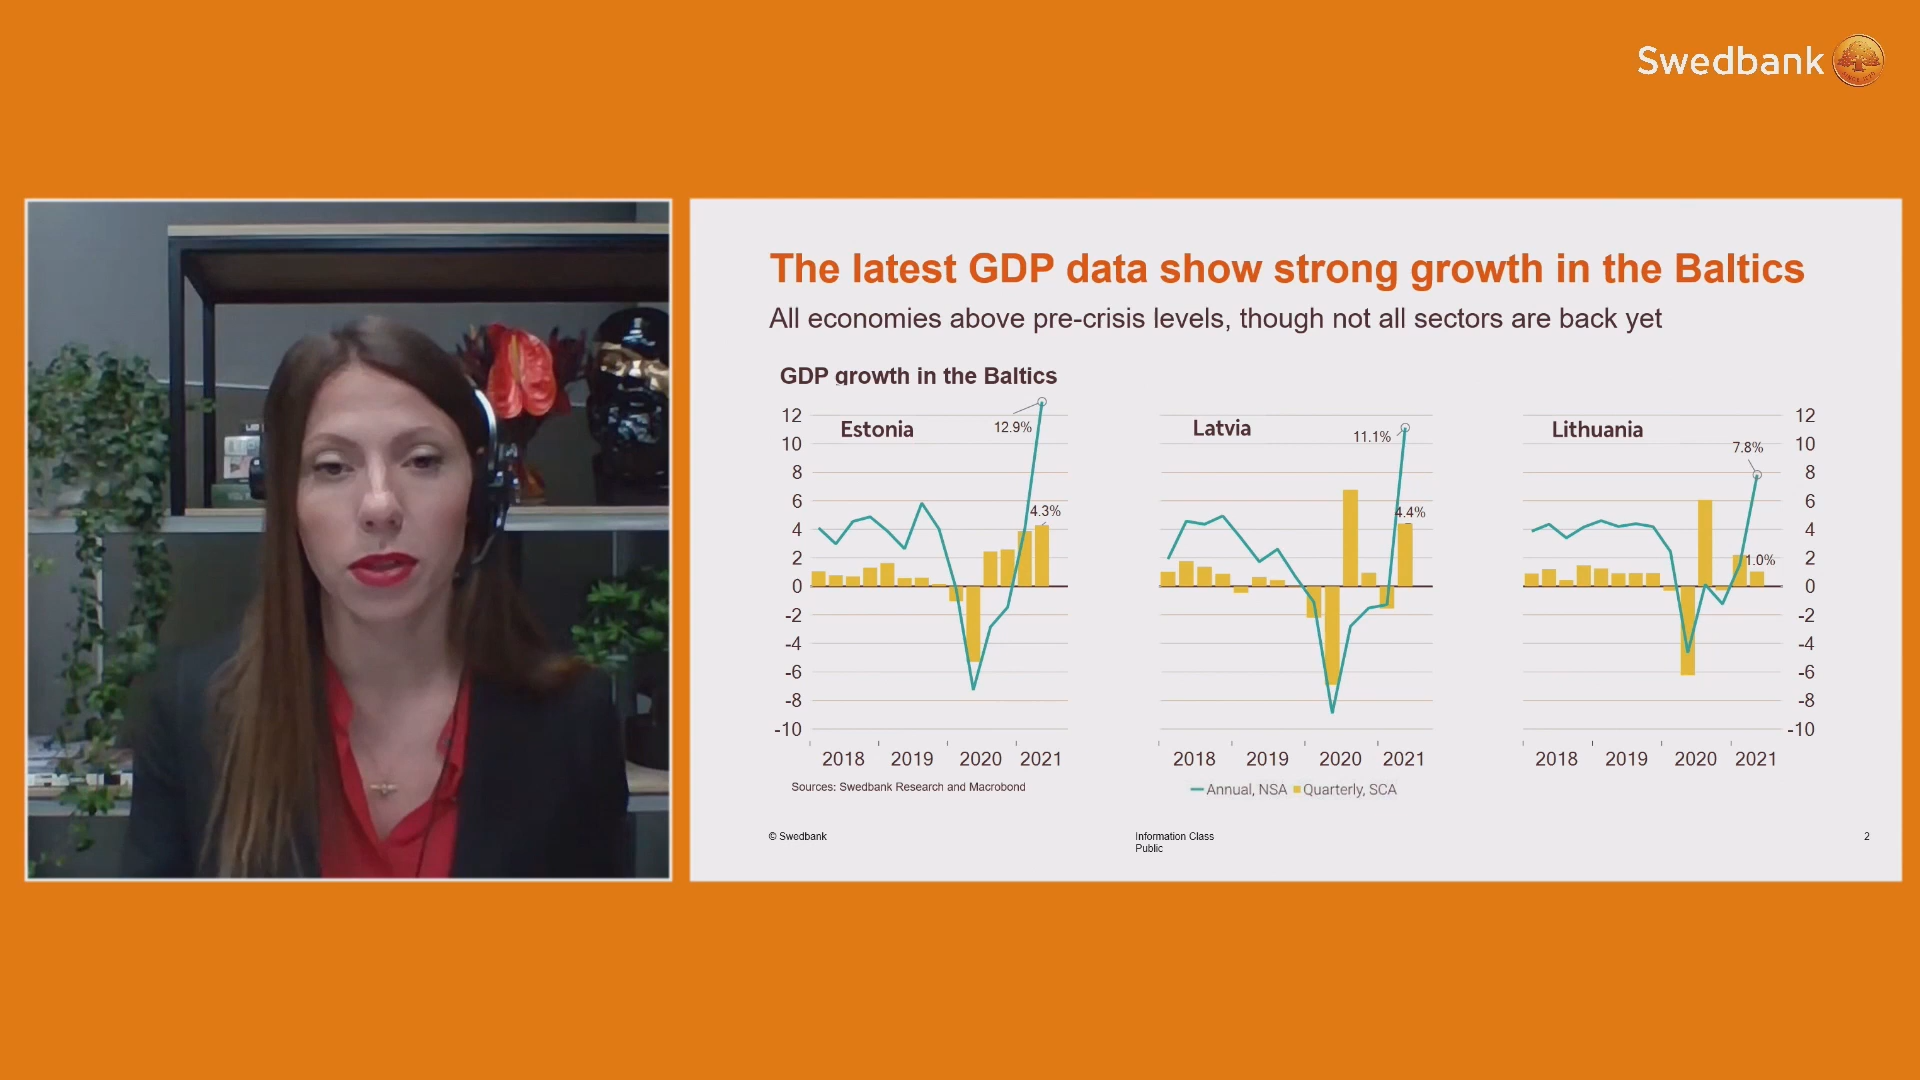 Swedbank
The latest GDP data show strong growth in the Baltics
All economies above pre-crisis levels, though not all sectors are back yet
GDP growth in the Baltics
Estonia
12
10
8
6
4
2
0
-2
-4
-6
-8
-10
12.9%
4.3%
2018 2019 2020 2021
Latvia
11.1%
4.4%
2018 2019 2020 2021
Lithuania
7.8%
1.0%
12
10
8
6
4
2
0
-2
-4
-6
-8
-10
2018 2019 2020 2021
Sources: Swedbank Research and Macrobond
Annual, NSA Quarterly, SCA
© Swedbank
Information Class
Public
2